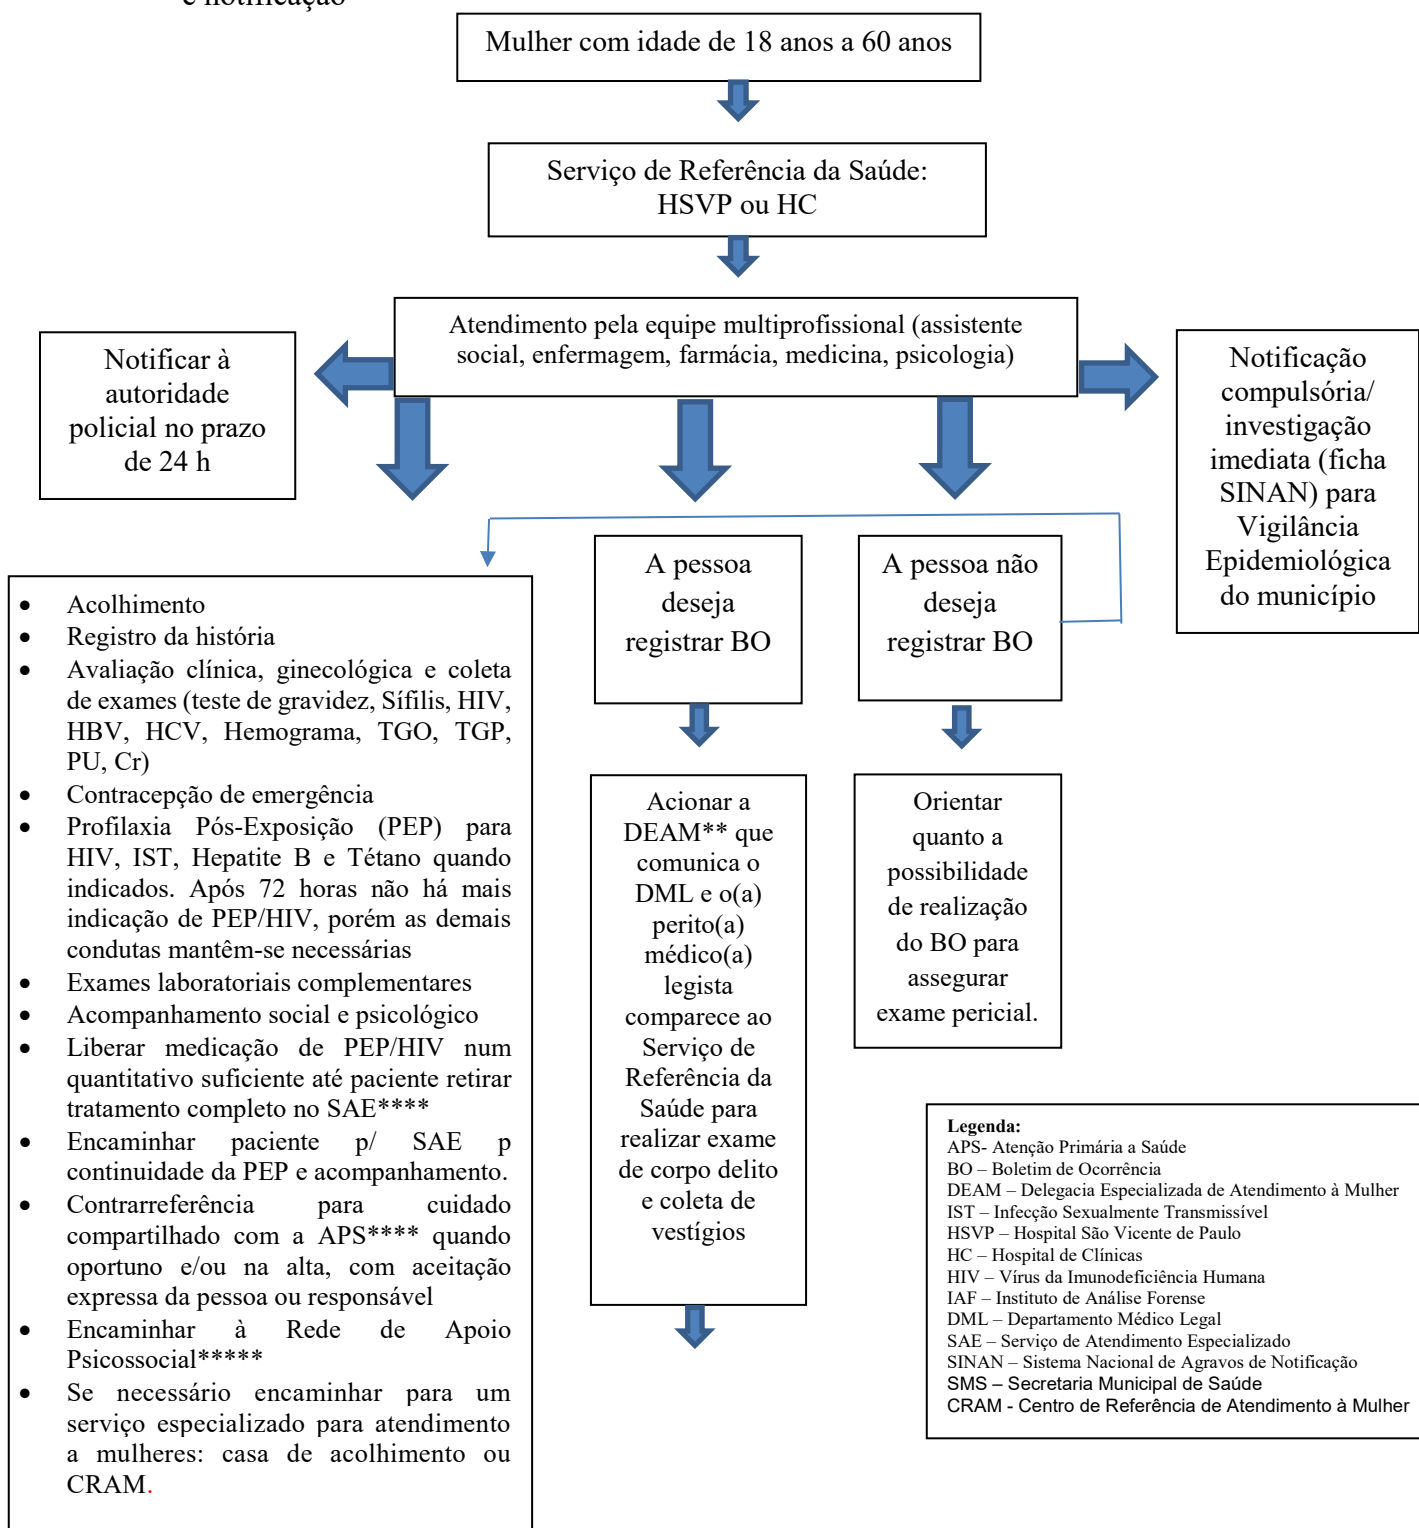 e notificação
Mulher com idade de 18 anos a 60 anos
Serviço de Referência da Saúde:
HSVP ou HC
Atendimento pela equipe multiprofissional (assistente
social, enfermagem, farmácia, medicina, psicologia)
Notificar à
autoridade
policial no prazo
de 24 h
Notificação
compulsória/
investigação
imediata (ficha
SINAN) para
Vigilância
Epidemiológica
do município
• Acolhimento
• Registro da história
• Avaliação clínica, ginecológica e coleta
de exames (teste de gravidez, Sífilis, HIV,
HBV, HCV, Hemograma, TGO, TGP,
PU, Cr)
• Contracepção de emergência
• Profilaxia Pós-Exposição (PEP) para
HIV, IST, Hepatite B e Tétano quando
indicados. Após 72 horas não há mais
indicação de PEP/HIV, porém as demais
condutas mantêm-se necessárias
• Exames laboratoriais complementares
• Acompanhamento social e psicológico
• Liberar medicação de PEP/HIV num
quantitativo suficiente até paciente retirar
tratamento completo no SAE****
• Encaminhar paciente p/ SAE p
continuidade da PEP e acompanhamento.
• Contrarreferência para cuidado
compartilhado com a APS**** quando
oportuno e/ou na alta, com aceitação
expressa da pessoa ou responsável
• Encaminhar à Rede de Apoio
Psicossocial*****
• Se necessário encaminhar para um
serviço especializado para atendimento
a mulheres: casa de acolhimento ou
CRAM.
A pessoa
deseja
registrar BO
A pessoa não
deseja
registrar BO
Acionar a
DEAM** que
comunica o
DML e o(a)
perito(a)
médico(a)
legista
comparece ao
Serviço de
Referência da
Saúde para
realizar exame
de corpo delito
e coleta de
vestígios
Orientar
quanto a
possibilidade
de realização
do BO para
assegurar
exame pericial.
Legenda:
APS- Atenção Primária a Saúde
BO – Boletim de Ocorrência
DEAM – Delegacia Especializada de Atendimento à Mulher
IST – Infecção Sexualmente Transmissível
HSVP – Hospital São Vicente de Paulo
HC – Hospital de Clínicas
HIV – Vírus da Imunodeficiência Humana
IAF – Instituto de Análise Forense
DML – Departamento Médico Legal
SAE – Serviço de Atendimento Especializado
SINAN – Sistema Nacional de Agravos de Notificação
SMS – Secretaria Municipal de Saúde
CRAM - Centro de Referência de Atendimento à Mulher